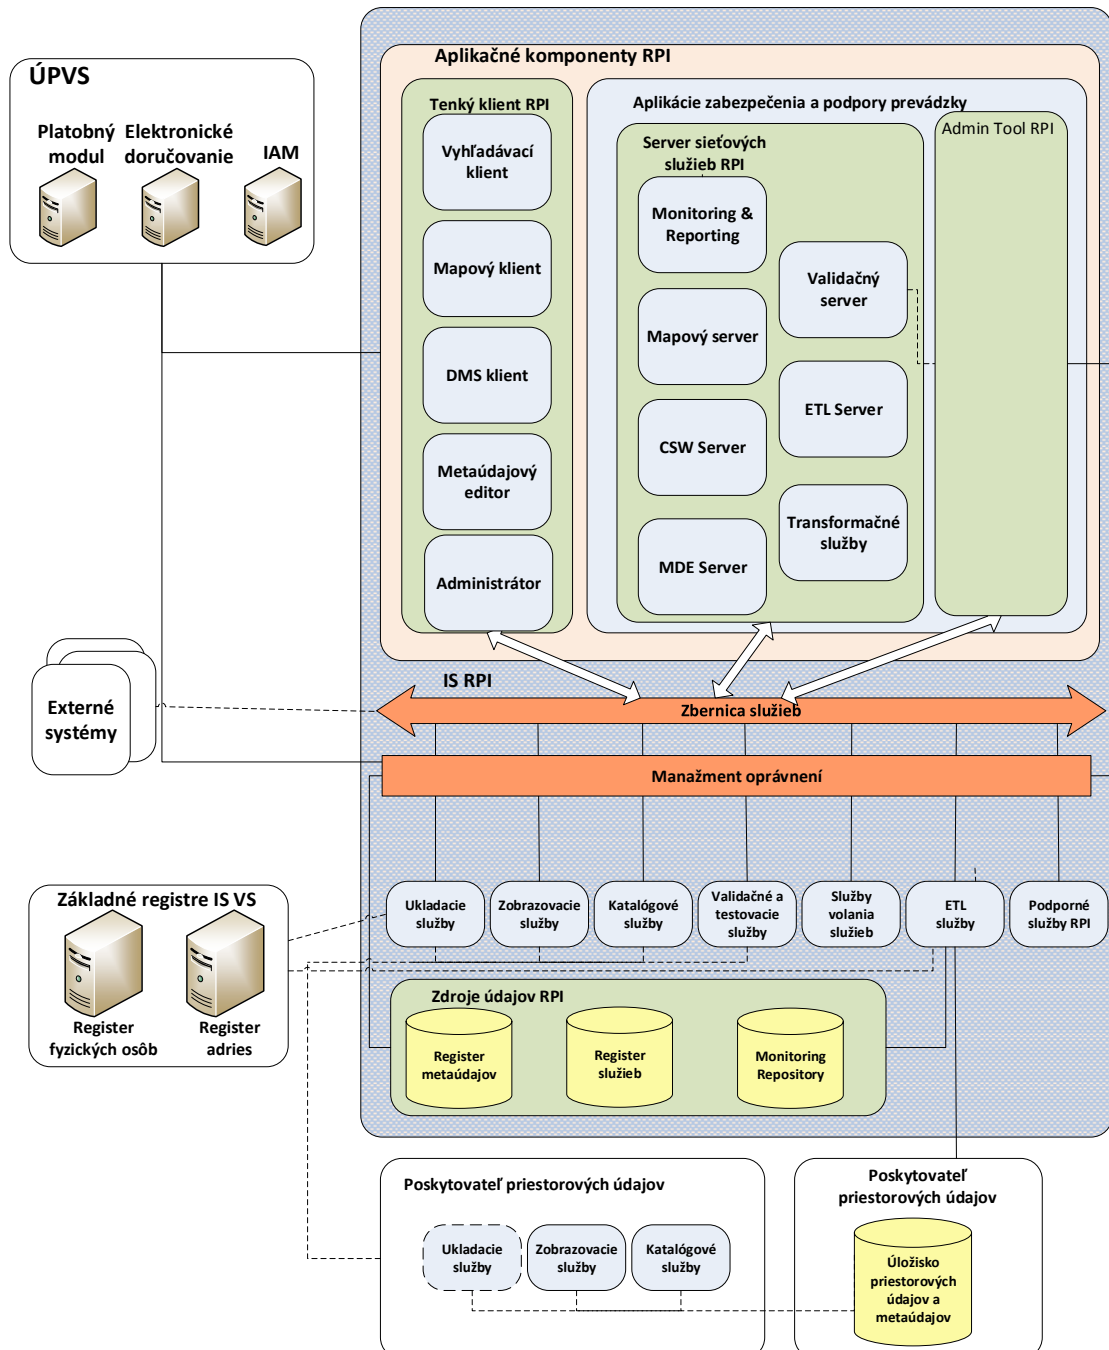 ÚPVS
Platobný
modul
Elektronické
doručovanie
IAM
Aplikačné komponenty RPI
Tenký klient RPI
Vyhľadávací
klient
Mapový klient
DMS klient
Metaúdajový
editor
Administrátor
Aplikácie zabezpečenia a podpory prevádzky
Server sieťových
služieb RPI
Monitoring &
Reporting
Mapový server
CSW Server
MDE Server
Validačný
server
ETL Server
Transformačné
služby
Admin Tool RPI
IS RPI
Zbernica služieb
Manažment oprávnení
Externé
systémy
Základné registre IS VS
Register
fyzických osôb
Register
adries
Ukladacie
služby
Zobrazovacie
služby
Katalógové
služby
Validačné a
testovacie
služby
Služby
volania
služieb
ETL
služby
Podporné
služby RPI
Zdroje údajov RPI
Register
metaúdajov
Register
služieb
Monitoring
Repository
Poskytovateľ priestorových údajov
Ukladacie
služby
Zobrazovacie
služby
Katalógové
služby
Poskytovateľ
priestorových údajov
Úložisko
priestorových
údajov a
metaúdajov